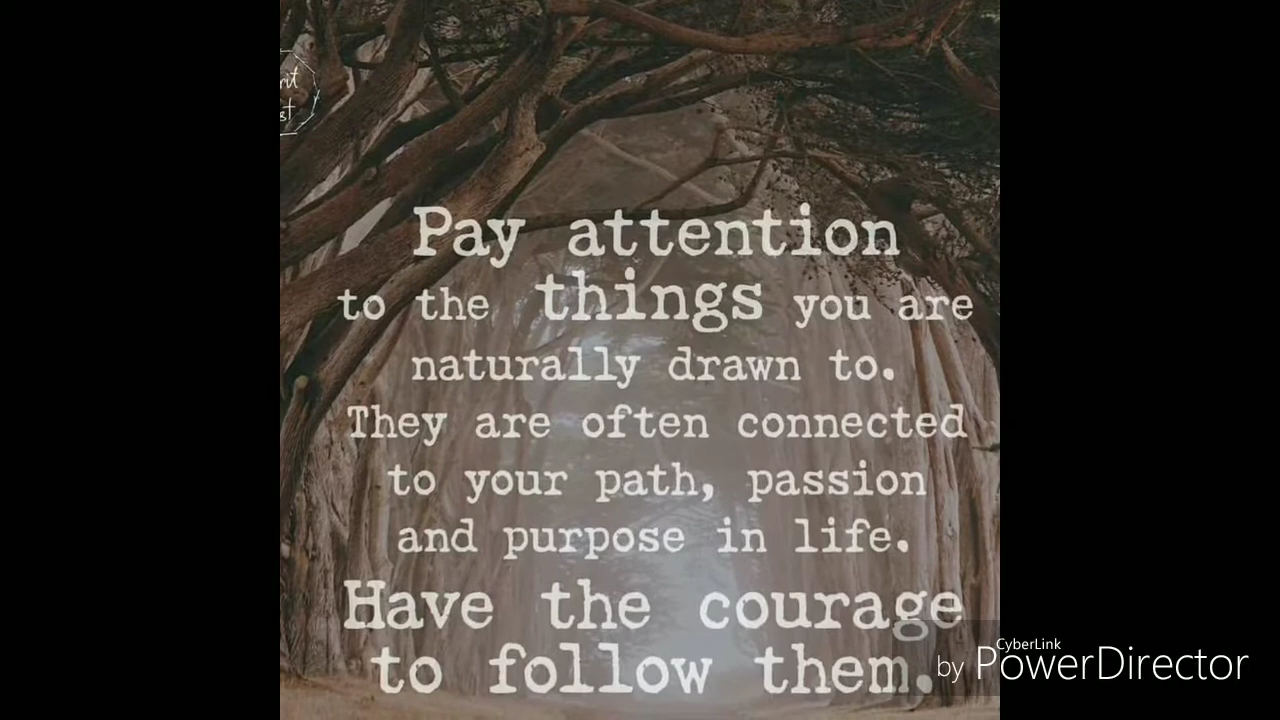 Pay attention
to the things you are
naturally drawn to.
They are often connected
to your path, passion
and purpose in life.
Have the courage
to follow them.
CyberLink
by PowerDirector